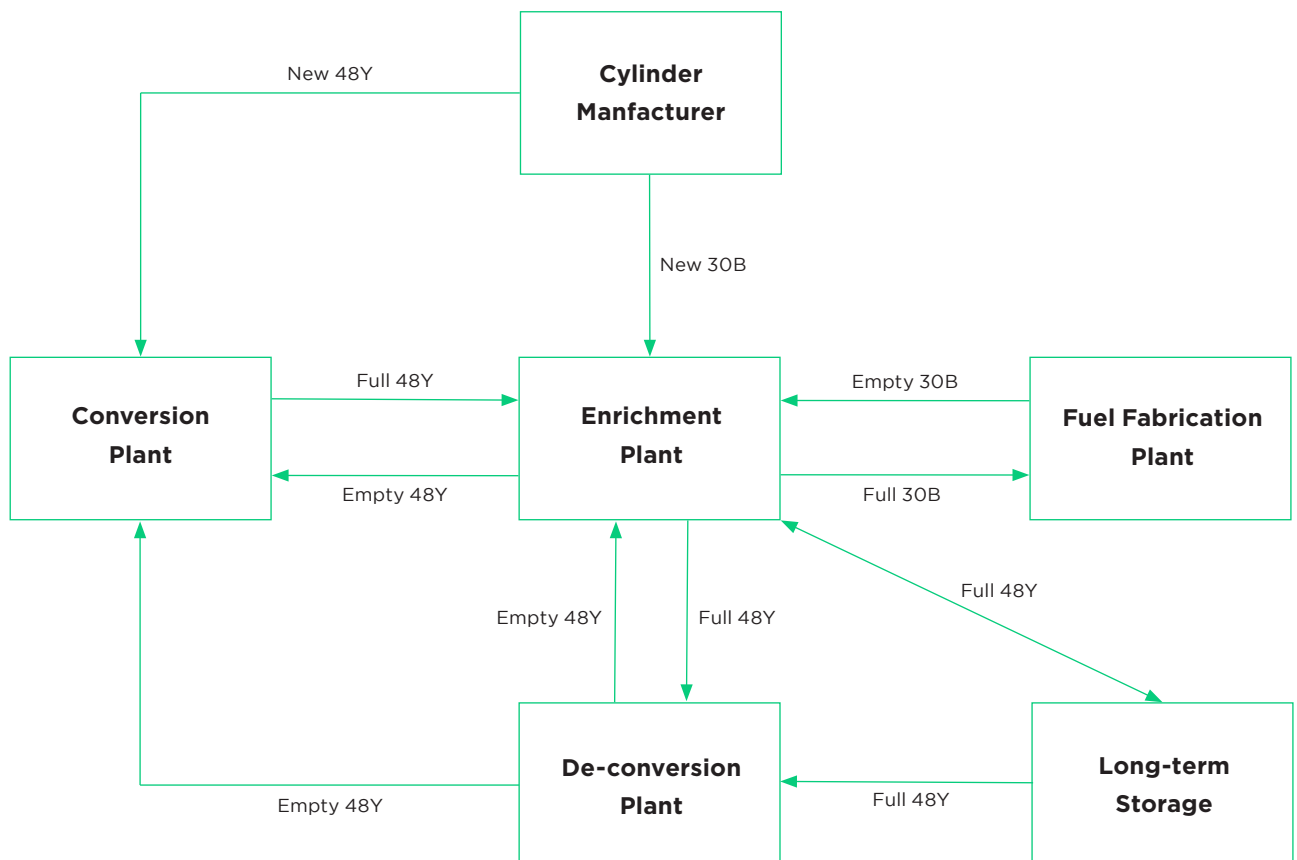 New 48Y
Cylinder
Manfacturer
New 30B
Full 48Y
Empty 30B
Conversion
Plant
Enrichment
Plant
Fuel Fabrication
Plant
Empty 48Y
Full 30B
Full 48Y
Empty 48Y
Full 48Y
De-conversion
Plant
Long-term
Storage
Empty 48Y
Full 48Y